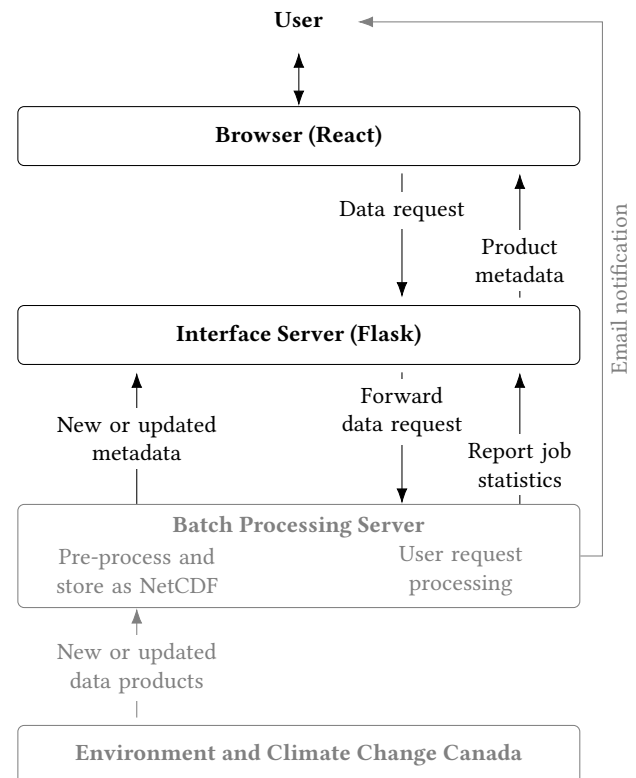 User
Browser (React)
Data request
Product
metadata
Email notification
Interface Server (Flask)
New or updated
metadata
Forward
data request
Report job
statistics
Batch Processing Server
Pre-process and
store as NetCDF
User request
processing
New or updated
data products
Environment and Climate Change Canada